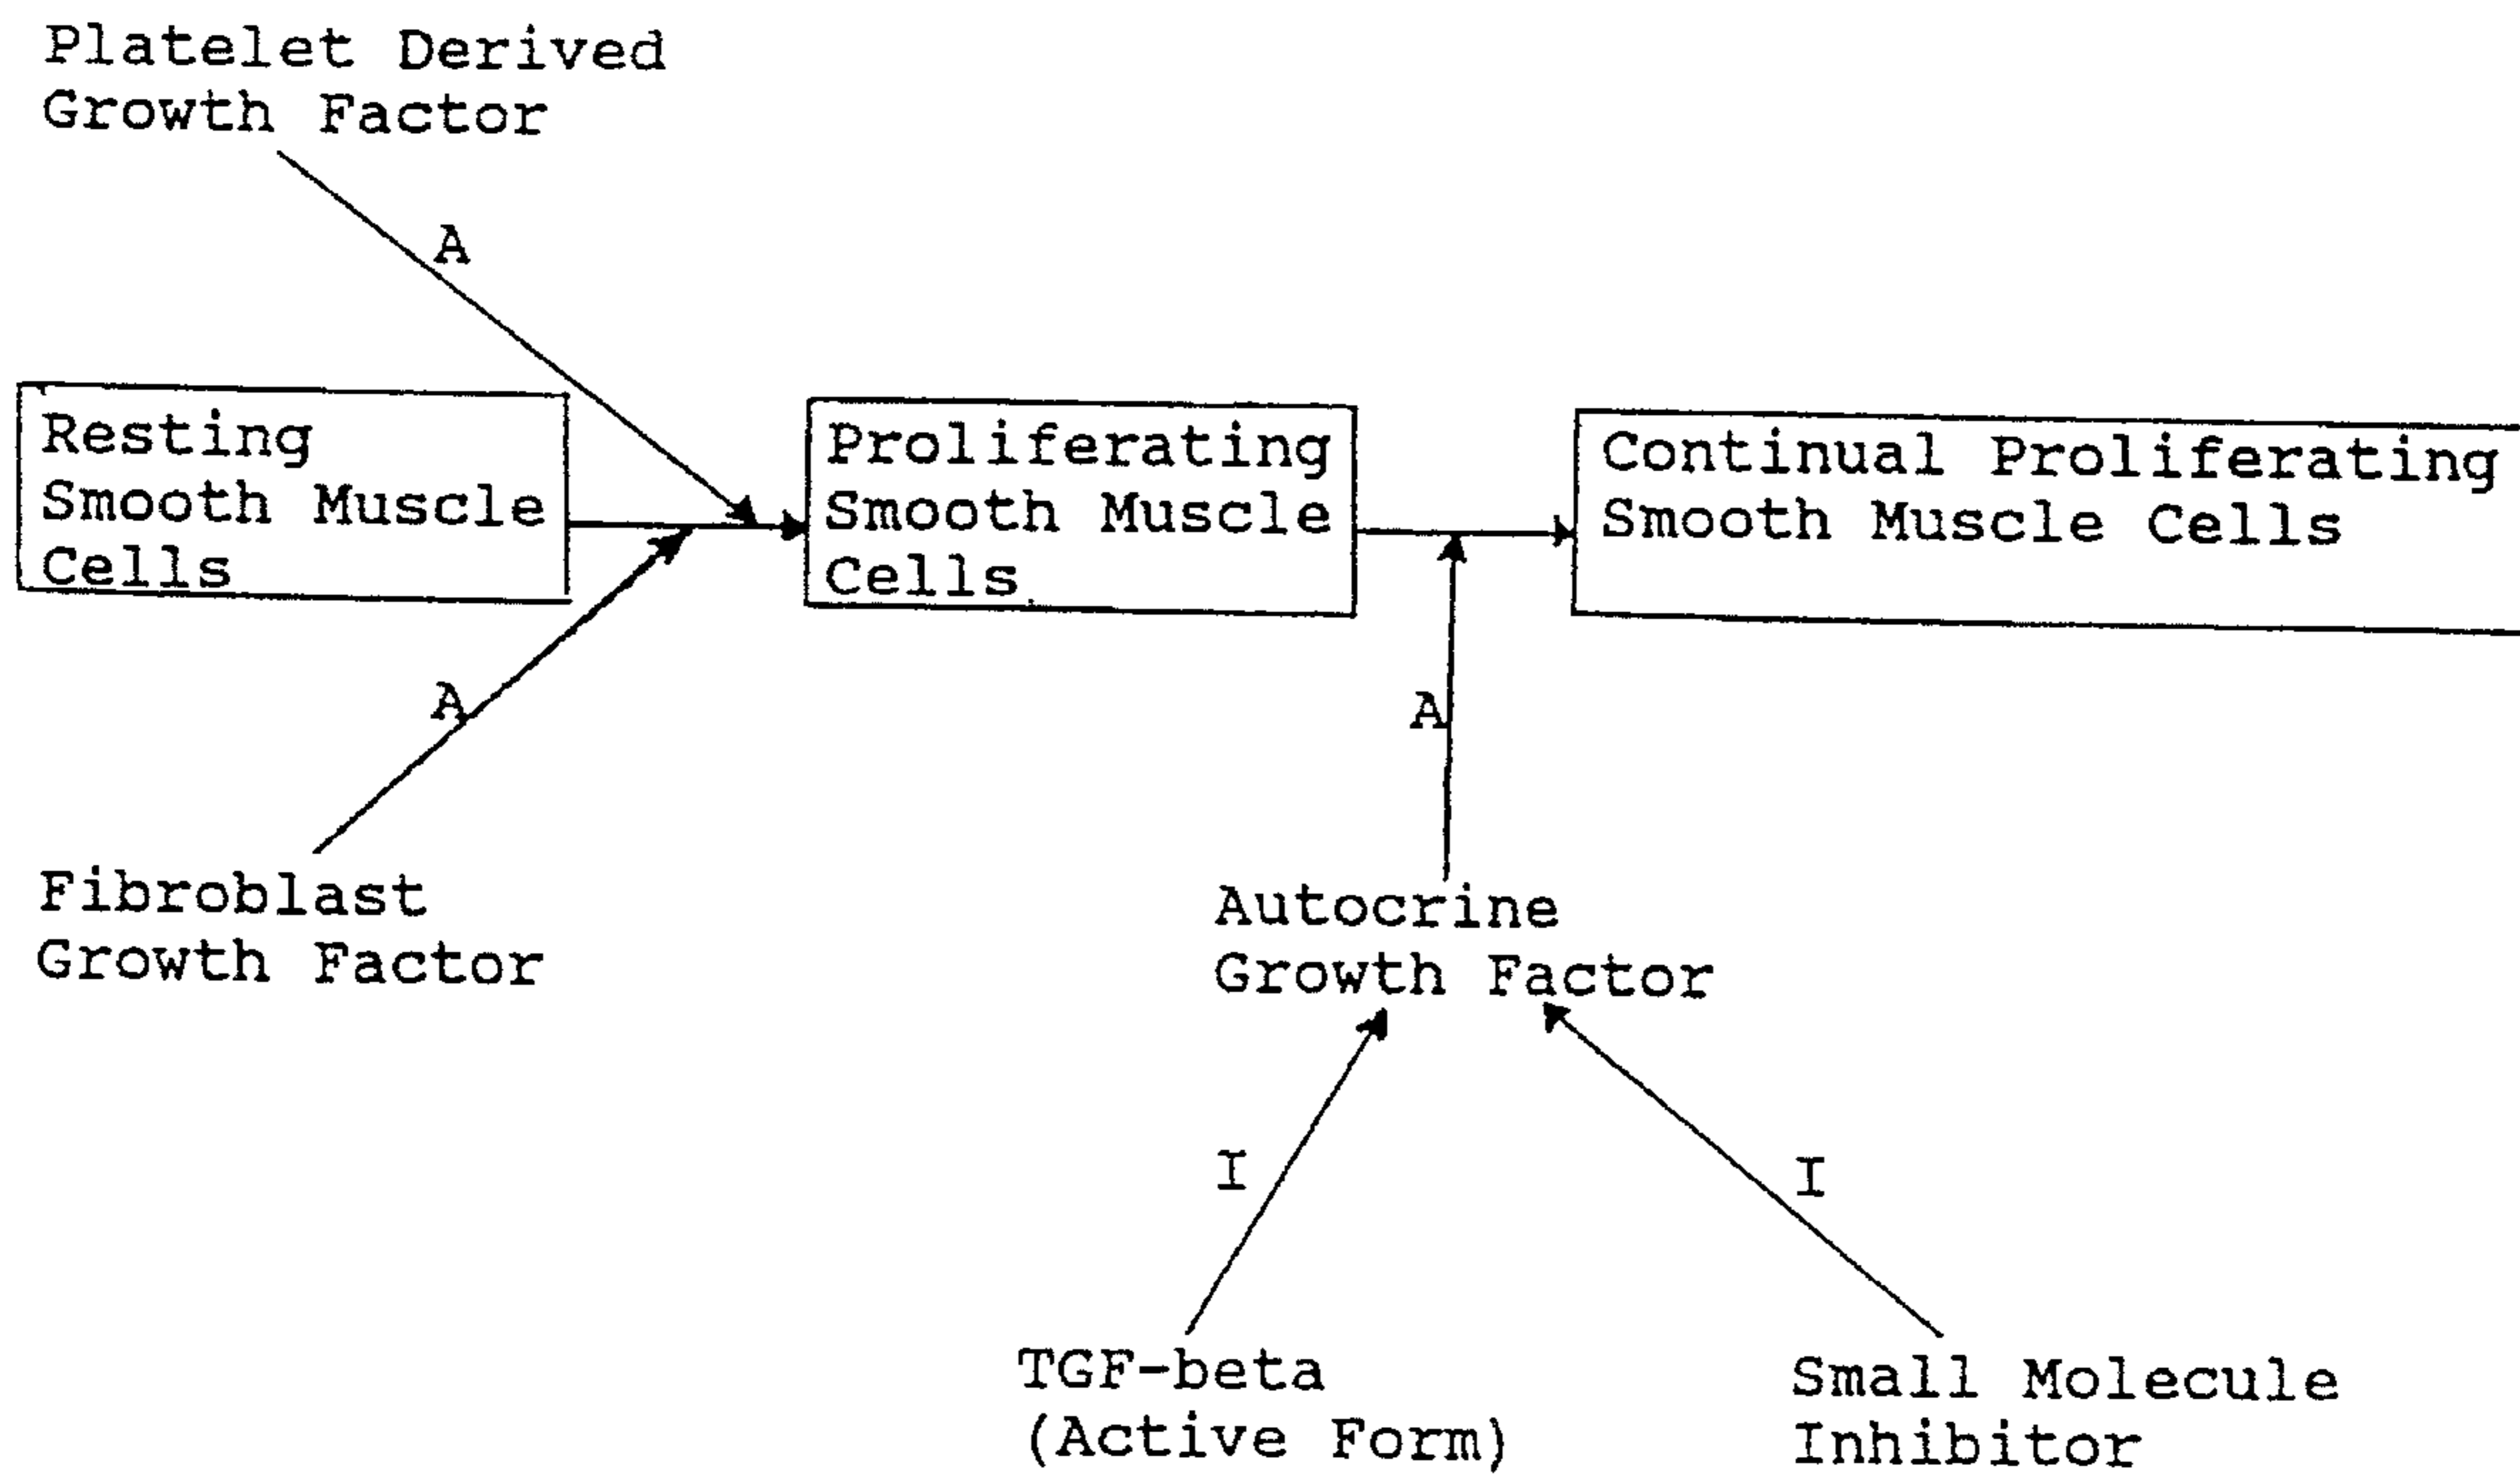 Platelet Derived
Growth Factor
A
Resting
Smooth Muscle
Cells
Proliferating
Smooth Muscle
Cells
Continual Proliferating
Smooth Muscle Cells
A
A
Fibroblast
Growth Factor
Autocrine
Growth Factor
I
I
TGF-beta
(Active Form)
Small Molecule
Inhibitor